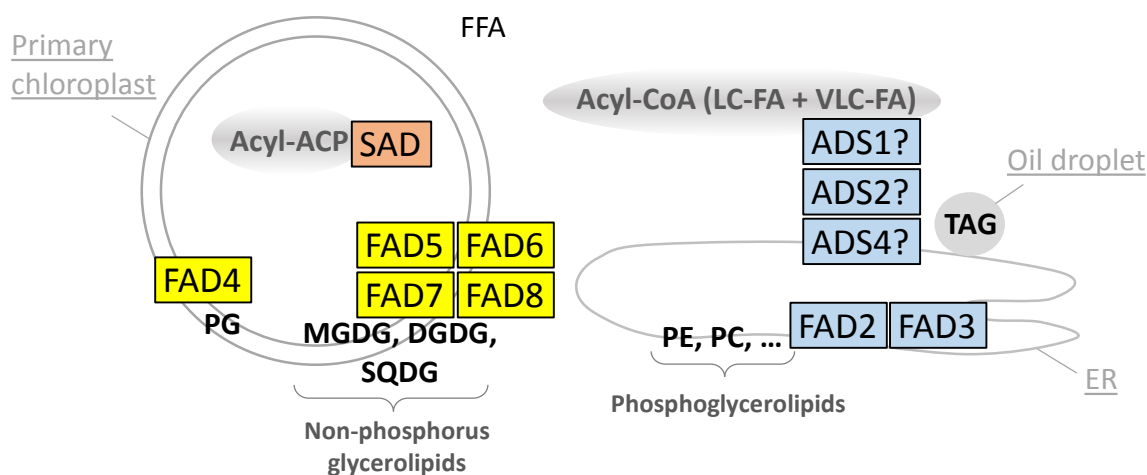 FFA
Primary
chloroplast
Acyl-CoA (LC-FA + VLC-FA)
Acyl-ACP
SAD
ADS1?
ADS2?
ADS4?
Oil droplet
TAG
FAD5
FAD6
FAD4
FAD7
FAD8
PG
MGDG, DGDG,
SQDG
PE, PC, ...
FAD2
FAD3
ER
Non-phosphorus
glycerolipids
Phosphoglycerolipids